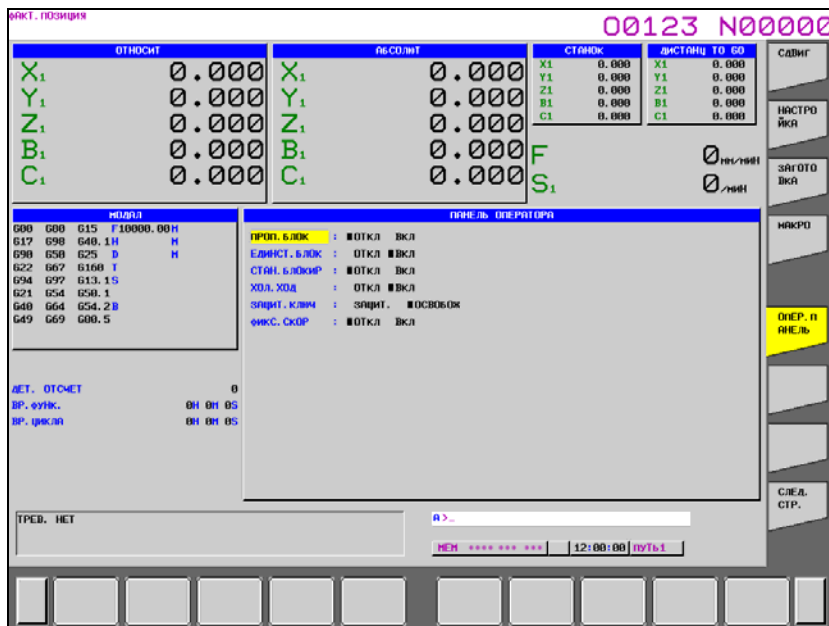 ФАКТ. ПОЗИЦИЯ
O0123 N00000
ОТНОСИТ
X1 0.000
Y1 0.000
Z1 0.000
B1 0.000
C1 0.000
АБСОЛЮТ
X1 0.000
Y1 0.000
Z1 0.000
B1 0.000
C1 0.000
СТАНОК
X1 0.000
Y1 0.000
Z1 0.000
B1 0.000
C1 0.000
ДИСТАНЦ TO GO
X1 0.000
Y1 0.000
Z1 0.000
B1 0.000
C1 0.000
F 0 ММ/МИН
S1 0 /МИН
МОДАЛ
G00 G80 G15 F10000.00 M
G17 G98 G40.1 H M
G90 G50 G25 D M
G22 G67 G160 T
G94 G97 G13.1 S
G21 G54 G50.1
G40 G64 G54.2 B
G49 G69 G80.5
ДЕТ. ОТСЧЕТ 0
ВР. ФУНК. 0H 0M 0S
ВР. ЦИКЛА 0H 0M 0S
ПАНЕЛЬ ОПЕРАТОРА
ПРОП. БЛОК : ■ОТКЛ ВКЛ
ЕДИНСТ. БЛОК : ОТКЛ ■ВКЛ
СТАН. БЛОКИР : ■ОТКЛ ВКЛ
ХОЛ. ХОД : ОТКЛ ■ВКЛ
ЗАЩИТ. КЛЮЧ : ЗАЩИТ. ■ОСВОБОЖ
ФИКС. СКОР : ■ОТКЛ ВКЛ
ТРЕВ. НЕТ
A>_
MEM **** *** *** 12:00:00 ПУТЬ1
СДВИГ
НАСТРО
ЙКА
ЗАГОТО
ВКА
МАКРО
ОПЕР. П
АНЕЛЬ
СЛЕД.
СТР.